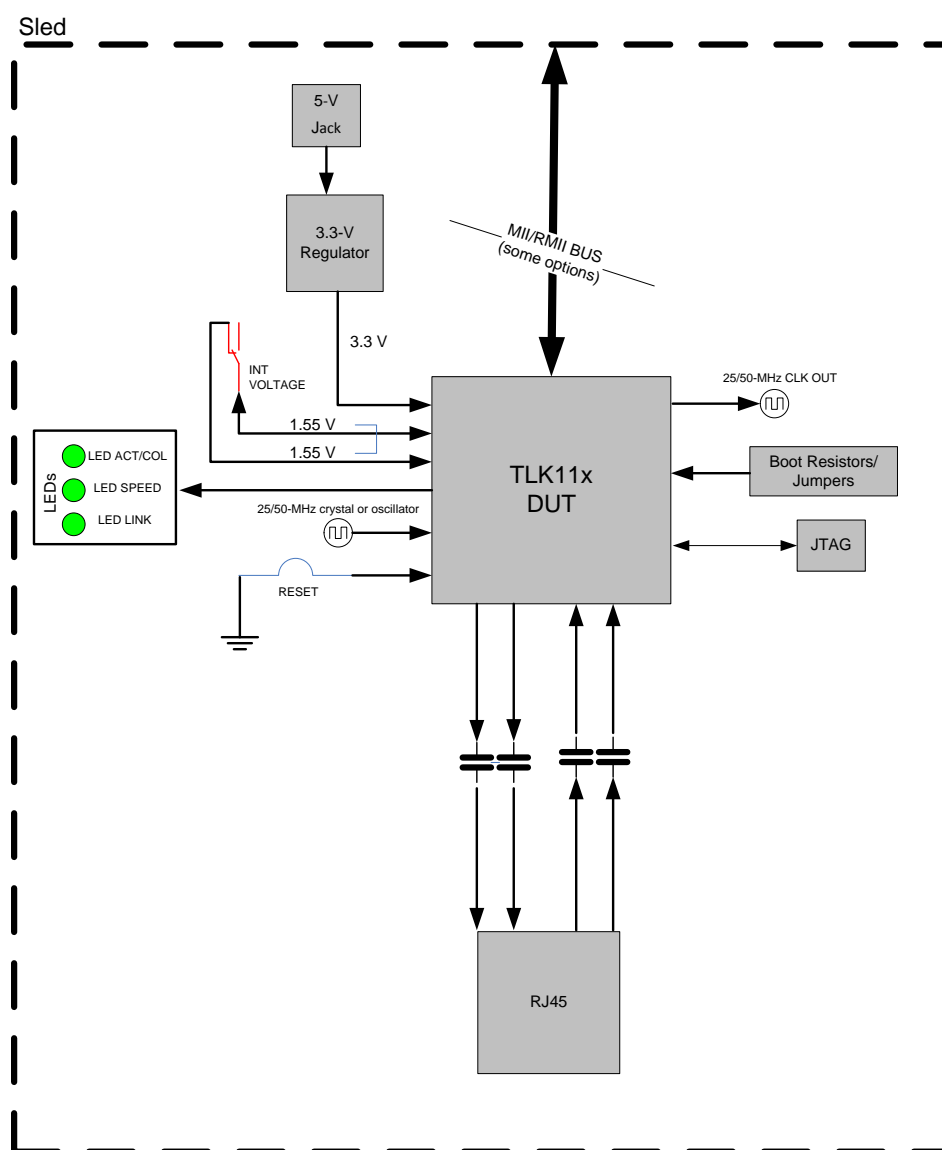 Sled
5-V
Jack
3.3-V
Regulator
MII/RMII BUS
(some options)
3.3 V
INT
VOLTAGE
25/50-MHz CLK OUT
1.55 V
1.55 V
LEDs
LED ACT/COL
LED SPEED
LED LINK
TLK11x
DUT
Boot Resistors/
Jumpers
25/50-MHz crystal or oscillator
JTAG
RESET
RJ45